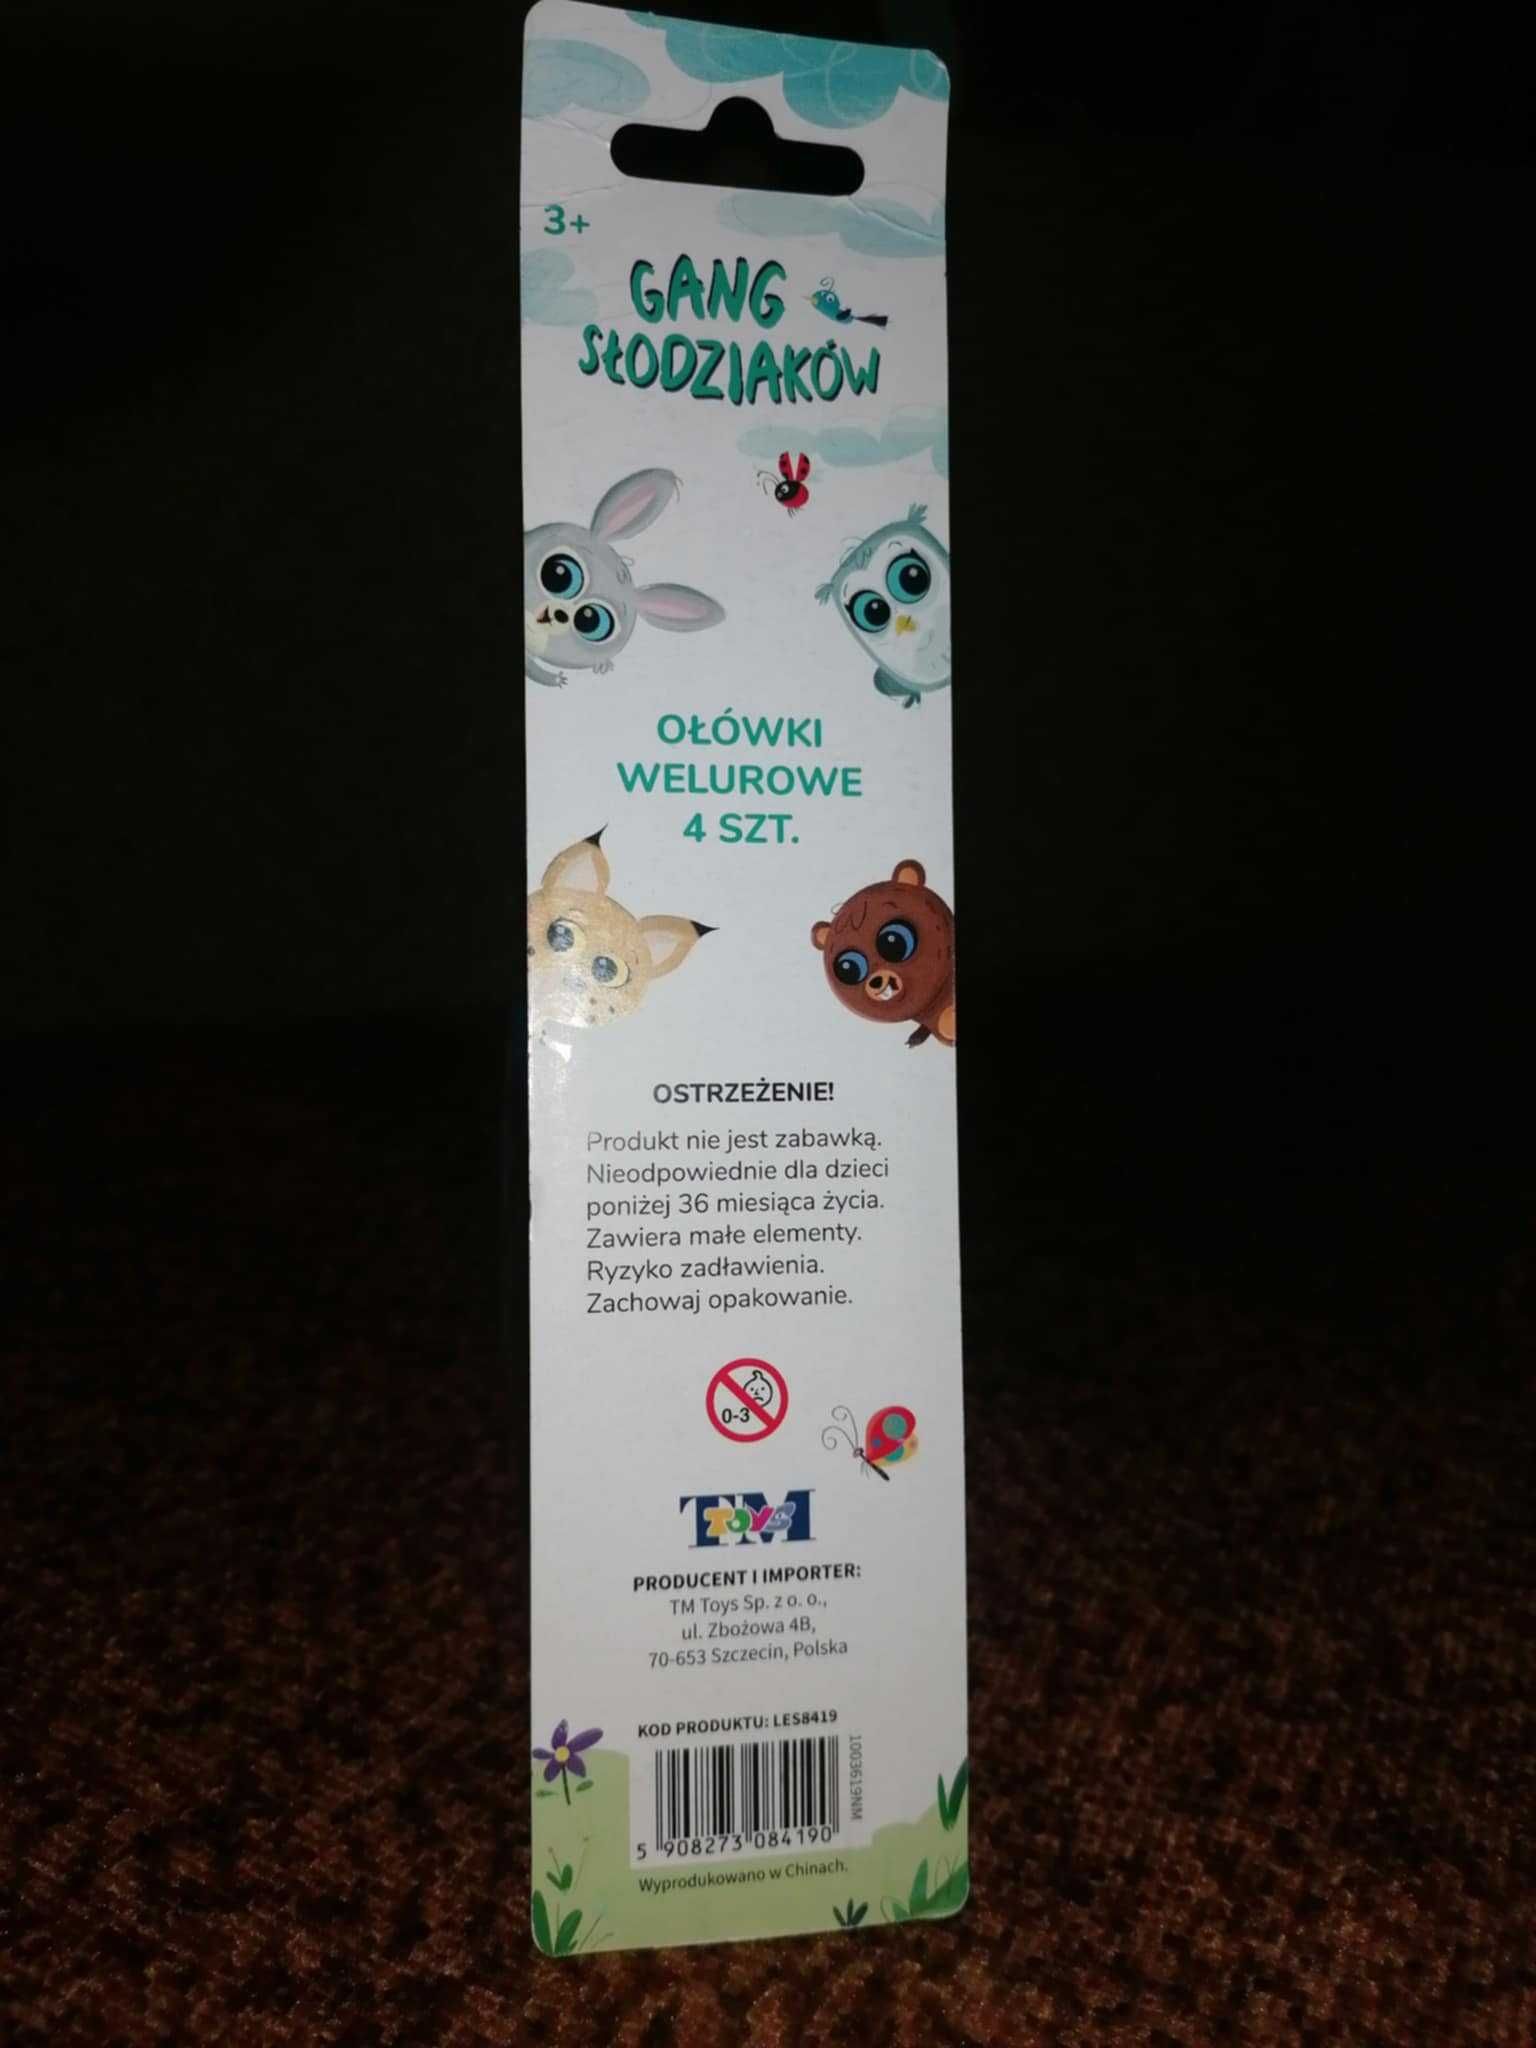 3+
GANG
SŁODZIAKÓW
OŁÓWKI
WELUROWE
4 SZT.
OSTRZEŻENIE!
Produkt nie jest zabawką.
Nieodpowiednie dla dzieci
poniżej 36 miesiąca życia.
Zawiera małe elementy.
Ryzyko zadławienia.
Zachowaj opakowanie.
0-3
TM
TOYS
PRODUCENT I IMPORTER:
TM Toys Sp. z o. o.,
ul. Zbożowa 4B,
70-653 Szczecin, Polska
KOD PRODUKTU: LES8419
1003619NM
5 908273 084190
Wyprodukowano w Chinach.